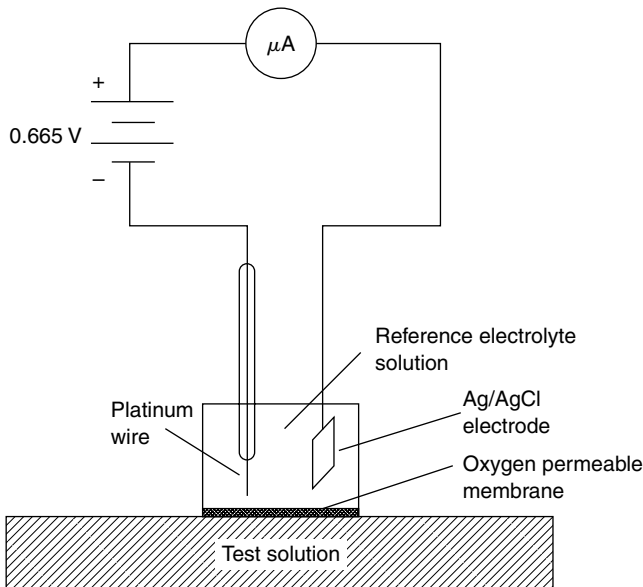 μA
+
0.665 V
−
Reference electrolyte
solution
Platinum
wire
Ag/AgCl
electrode
Oxygen permeable
membrane
Test solution